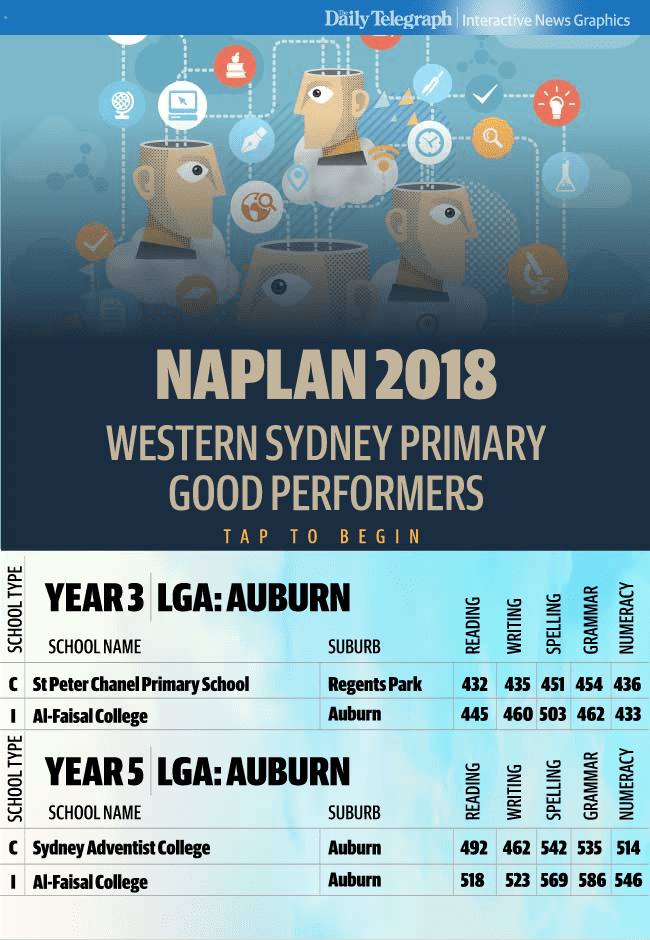 The Daily Telegraph | Interactive News Graphics
NAPLAN 2018
WESTERN SYDNEY PRIMARY
GOOD PERFORMERS
TAP TO BEGIN
SCHOOL TYPE
YEAR 3 | LGA: AUBURN
SCHOOL NAME SUBURB READING WRITING SPELLING GRAMMAR NUMERACY
C St Peter Chanel Primary School Regents Park 432 435 451 454 436
I Al-Faisal College Auburn 445 460 503 462 433
SCHOOL TYPE
YEAR 5 | LGA: AUBURN
SCHOOL NAME SUBURB READING WRITING SPELLING GRAMMAR NUMERACY
C Sydney Adventist College Auburn 492 462 542 535 514
I Al-Faisal College Auburn 518 523 569 586 546